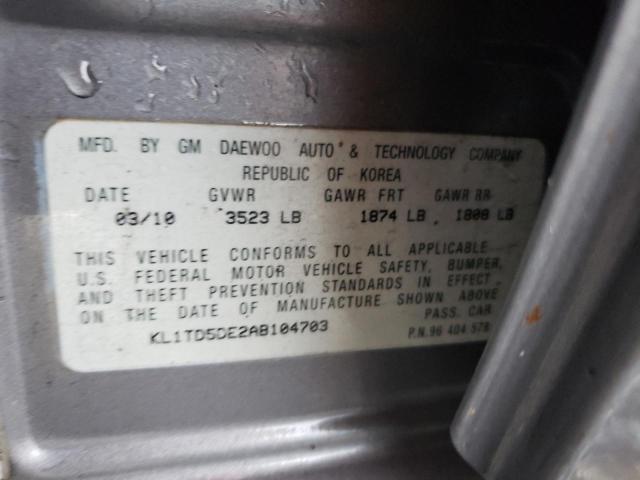 MFD. BY GM DAEWOO AUTO & TECHNOLOGY COMPANY
REPUBLIC OF KOREA
DATE GVWR GAWR FRT GAWR RR
03/10 3523 LB 1874 LB 1808 LB
THIS VEHICLE CONFORMS TO ALL APPLICABLE
U.S. FEDERAL MOTOR VEHICLE SAFETY, BUMPER,
AND THEFT PREVENTION STANDARDS IN EFFECT
ON THE DATE OF MANUFACTURE SHOWN ABOVE
PASS. CAR
KL1TD5DE2AB104703 P.N. 96 404 578